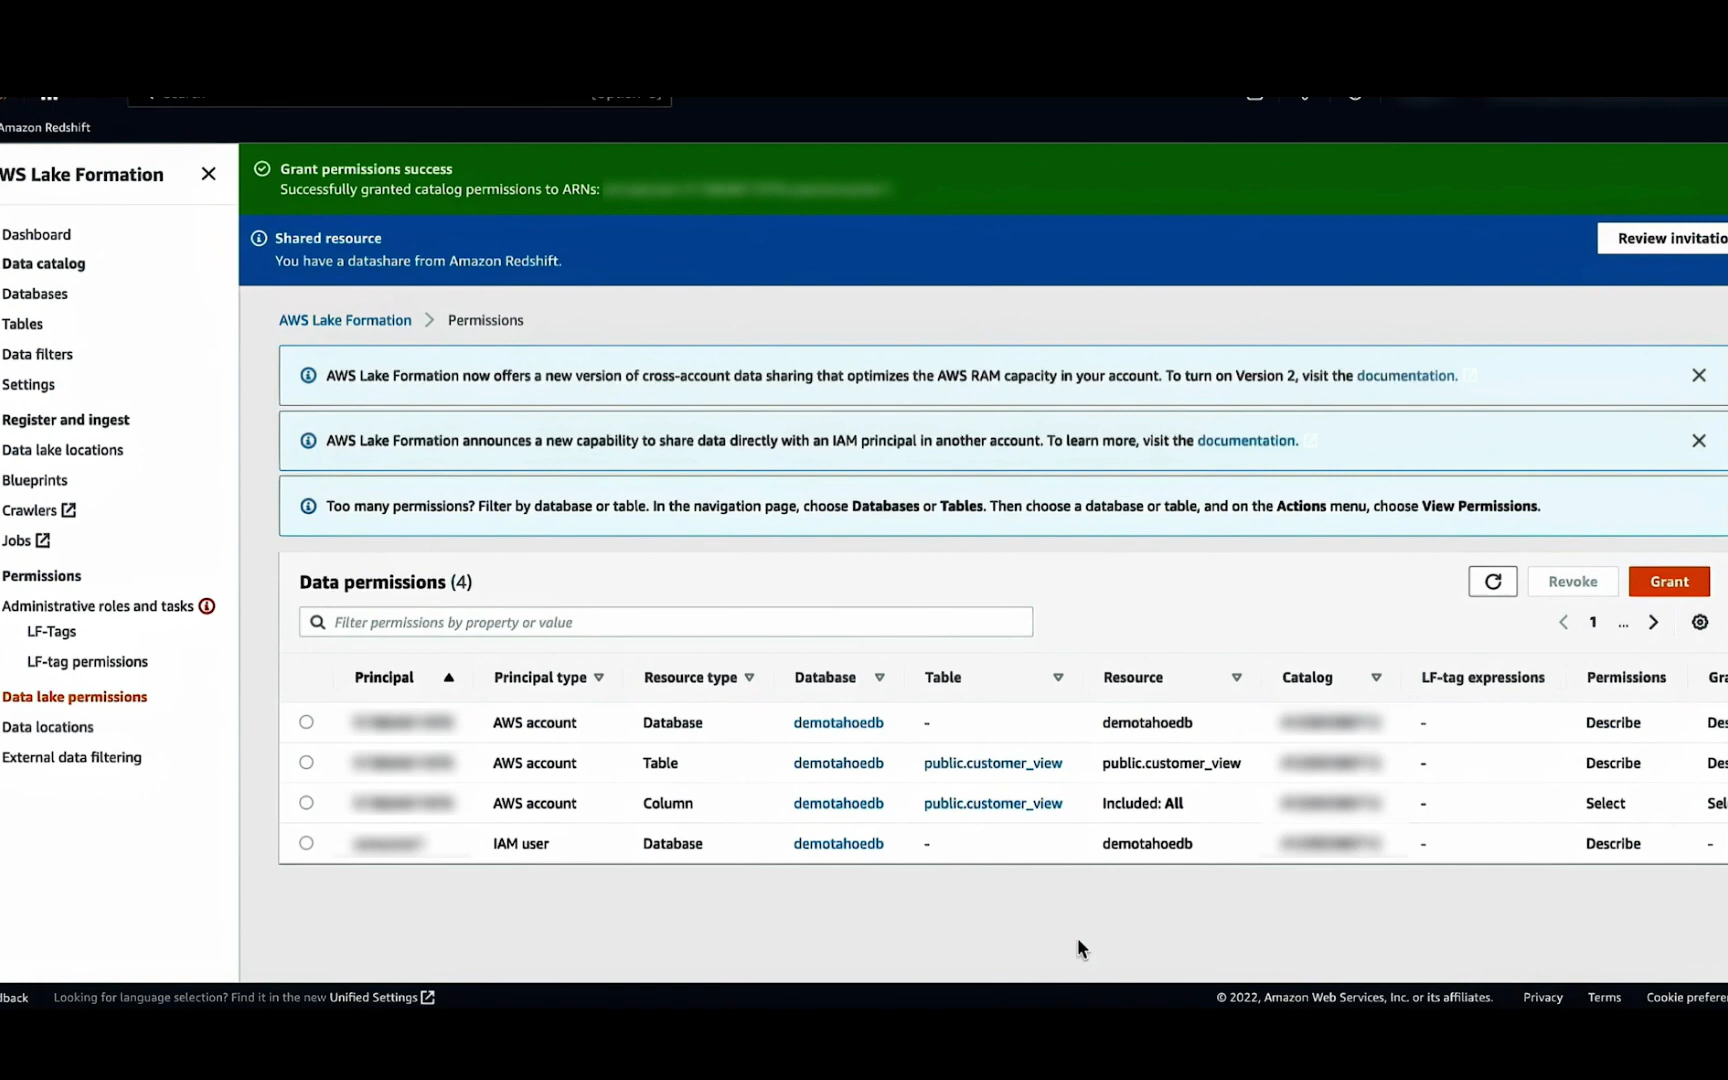 Amazon Redshift
WS Lake Formation
Dashboard
Data catalog
Databases
Tables
Data filters
Settings
Register and ingest
Data lake locations
Blueprints
Crawlers
Jobs
Permissions
Administrative roles and tasks
LF-Tags
LF-tag permissions
Data lake permissions
Data locations
External data filtering
Grant permissions success
Successfully granted catalog permissions to ARNs:
Shared resource
You have a datashare from Amazon Redshift.
Review invitatio
AWS Lake Formation > Permissions
AWS Lake Formation now offers a new version of cross-account data sharing that optimizes the AWS RAM capacity in your account. To turn on Version 2, visit the documentation.
AWS Lake Formation announces a new capability to share data directly with an IAM principal in another account. To learn more, visit the documentation.
Too many permissions? Filter by database or table. In the navigation page, choose Databases or Tables. Then choose a database or table, and on the Actions menu, choose View Permissions.
Data permissions (4)
Revoke
Grant
Filter permissions by property or value
1 ...
Principal Principal type Resource type Database Table Resource Catalog LF-tag expressions Permissions Gra
AWS account Database demotahoedb - demotahoedb - Describe Des
AWS account Table demotahoedb public.customer_view public.customer_view - Describe Des
AWS account Column demotahoedb public.customer_view Included: All - Select Sel
IAM user Database demotahoedb - demotahoedb - Describe -
dback Looking for language selection? Find it in the new Unified Settings © 2022, Amazon Web Services, Inc. or its affiliates. Privacy Terms Cookie prefere